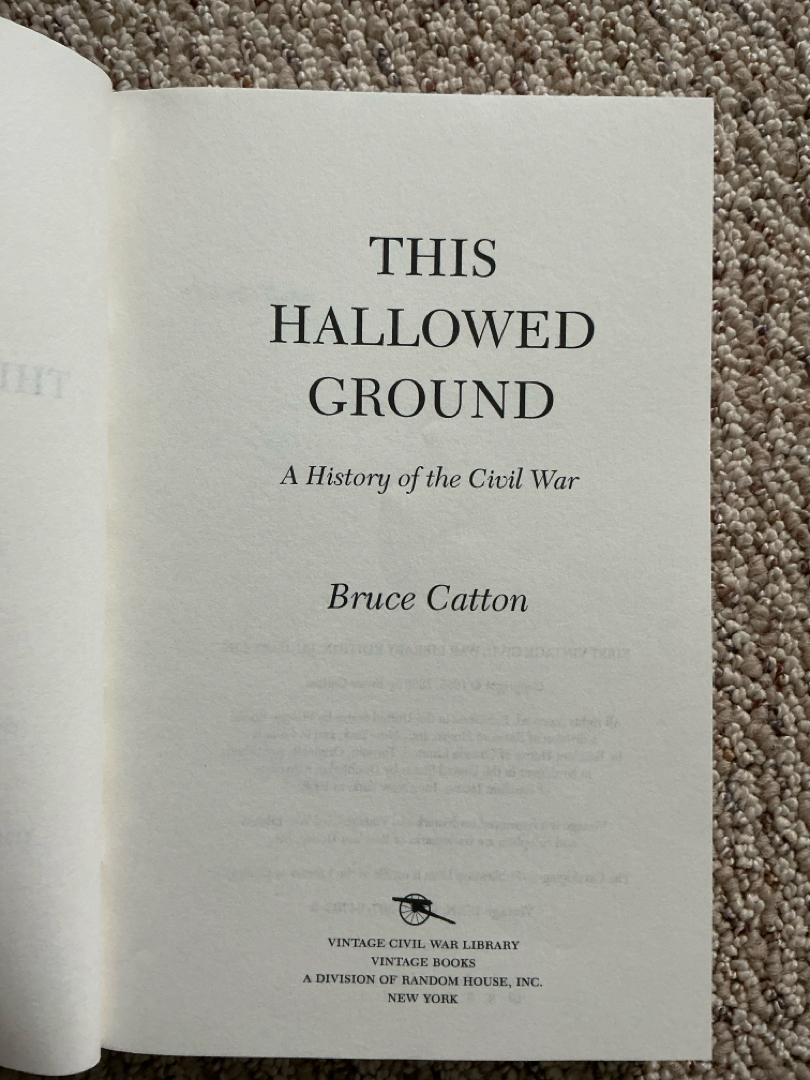 THIS
HALLOWED
GROUND
A History of the Civil War
Bruce Catton
VINTAGE CIVIL WAR LIBRARY
VINTAGE BOOKS
A DIVISION OF RANDOM HOUSE, INC.
NEW YORK